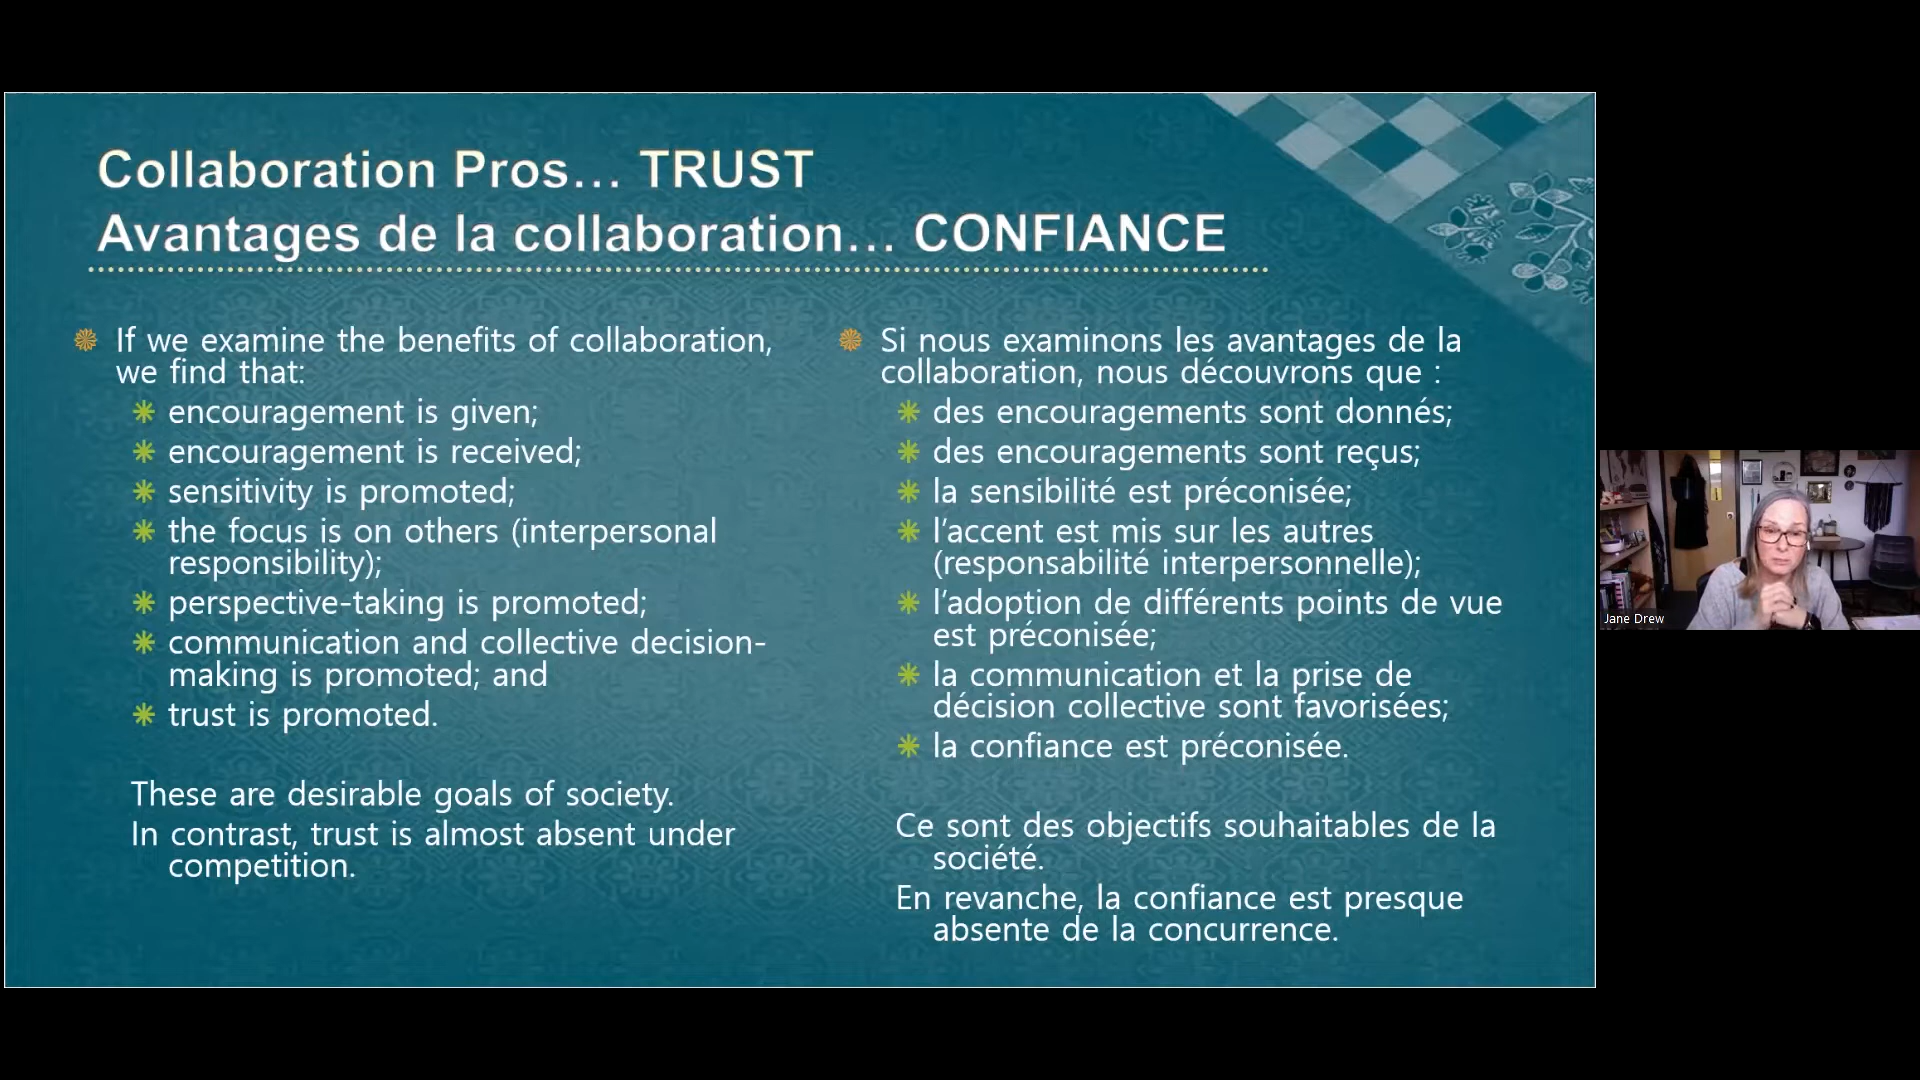 Collaboration Pros… TRUST
Avantages de la collaboration… CONFIANCE
If we examine the benefits of collaboration,
we find that:
encouragement is given;
encouragement is received;
sensitivity is promoted;
the focus is on others (interpersonal
responsibility);
perspective-taking is promoted;
communication and collective decision-
making is promoted; and
trust is promoted.
These are desirable goals of society.
In contrast, trust is almost absent under
competition.
Si nous examinons les avantages de la
collaboration, nous découvrons que :
des encouragements sont donnés;
des encouragements sont reçus;
la sensibilité est préconisée;
l’accent est mis sur les autres
(responsabilité interpersonnelle);
l’adoption de différents points de vue
est préconisée;
la communication et la prise de
décision collective sont favorisées;
la confiance est préconisée.
Ce sont des objectifs souhaitables de la
société.
En revanche, la confiance est presque
absente de la concurrence.
Jane Drew